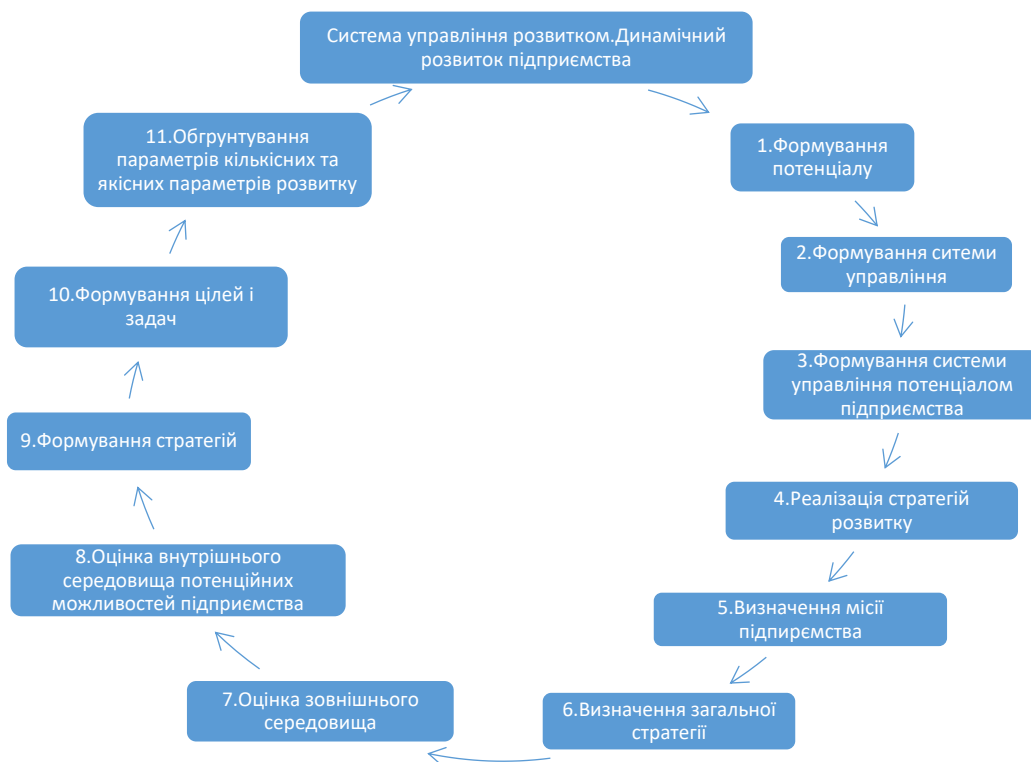 Система управління розвитком.Динамічний
розвиток підприємства
1.Формування
потенціалу
2.Формування ситеми
управління
3.Формування системи
управління потенціалом
підприємства
4.Реалізація стратегій
розвитку
5.Визначення місії
підпирємства
6.Визначення загальної
стратегії
7.Оцінка зовнішнього
середовища
8.Оцінка внутрішнього
середовища потенційних
можливостей підприємства
9.Формування стратегій
10.Формування цілей і
задач
11.Обгрунтування
параметрів кількісних та
якісних параметрів розвитку